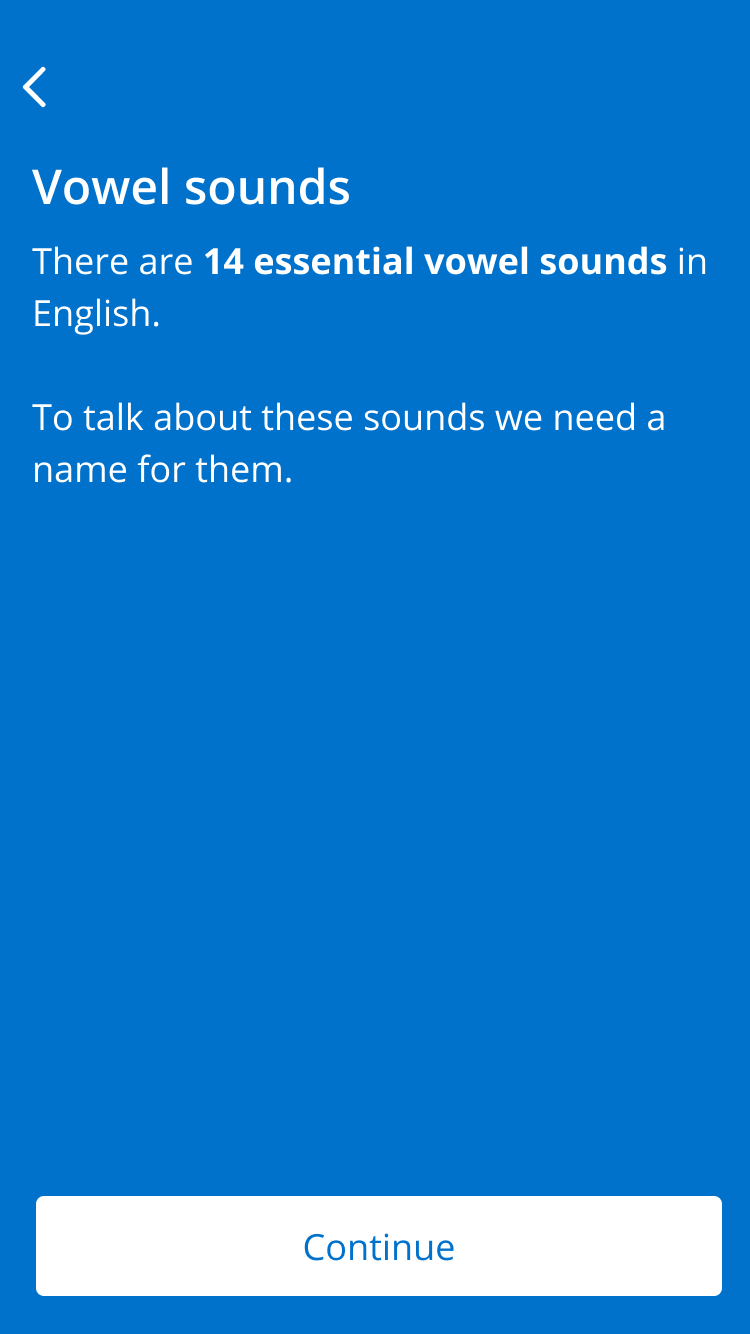 Vowel sounds
There are 14 essential vowel sounds in
English.
To talk about these sounds we need a
name for them.
Continue